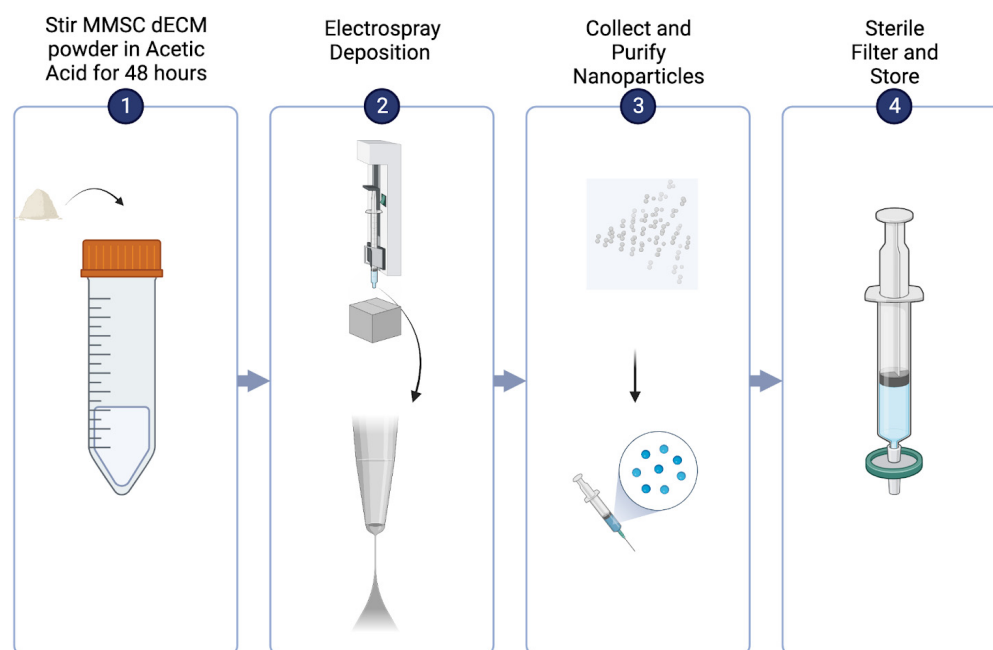 Stir MMSC dECM
powder in Acetic
Acid for 48 hours
1
Electrospray
Deposition
2
Collect and
Purify
Nanoparticles
3
Sterile
Filter and
Store
4